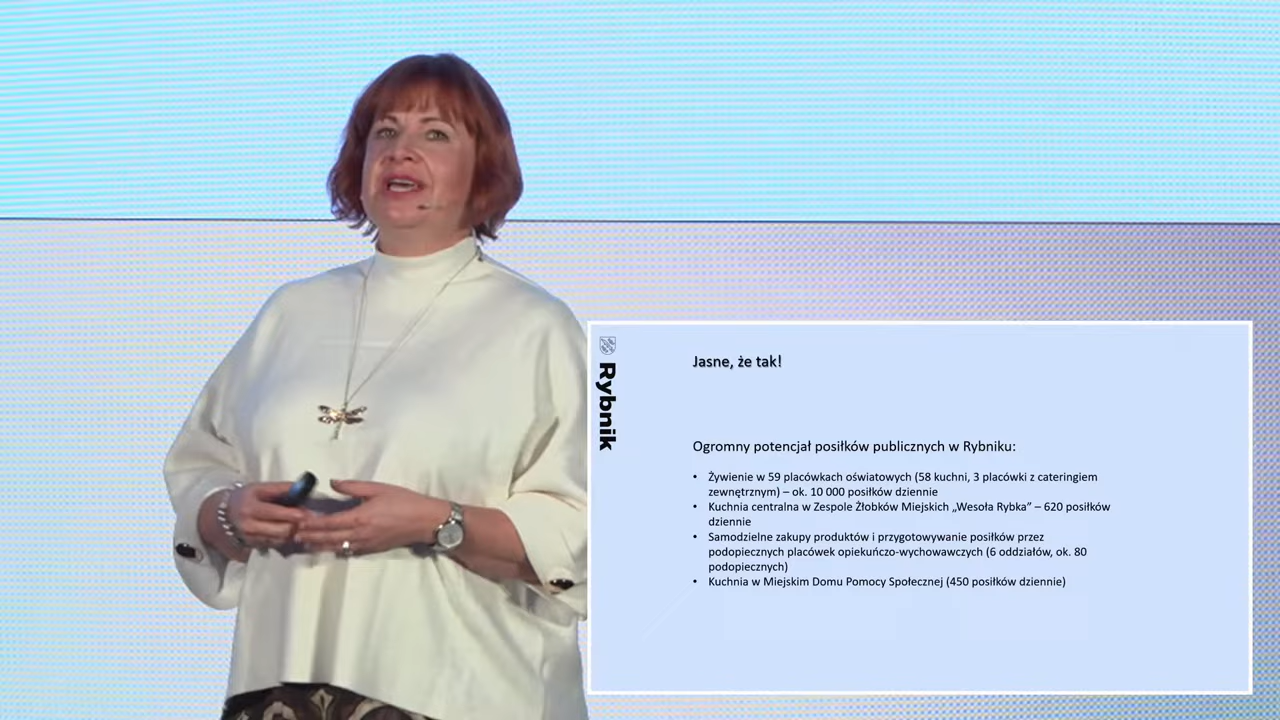 Rybnik
Jasne, że tak!
Ogromny potencjał posiłków publicznych w Rybniku:
• Żywienie w 59 placówkach oświatowych (58 kuchni, 3 placówki z cateringiem
zewnętrznym) – ok. 10 000 posiłków dziennie
• Kuchnia centralna w Zespole Żłobków Miejskich „Wesoła Rybka” – 620 posiłków
dziennie
• Samodzielne zakupy produktów i przygotowywanie posiłków przez
podopiecznych placówek opiekuńczo-wychowawczych (6 oddziałów, ok. 80
podopiecznych)
• Kuchnia w Miejskim Domu Pomocy Społecznej (450 posiłków dziennie)